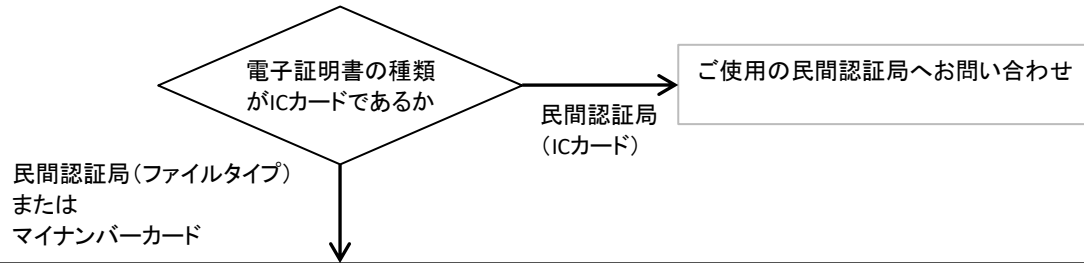 電子証明書の種類
がICカードであるか
ご使用の民間認証局へお問い合わせ
民間認証局
（ICカード）
民間認証局（ファイルタイプ）
または
マイナンバーカード